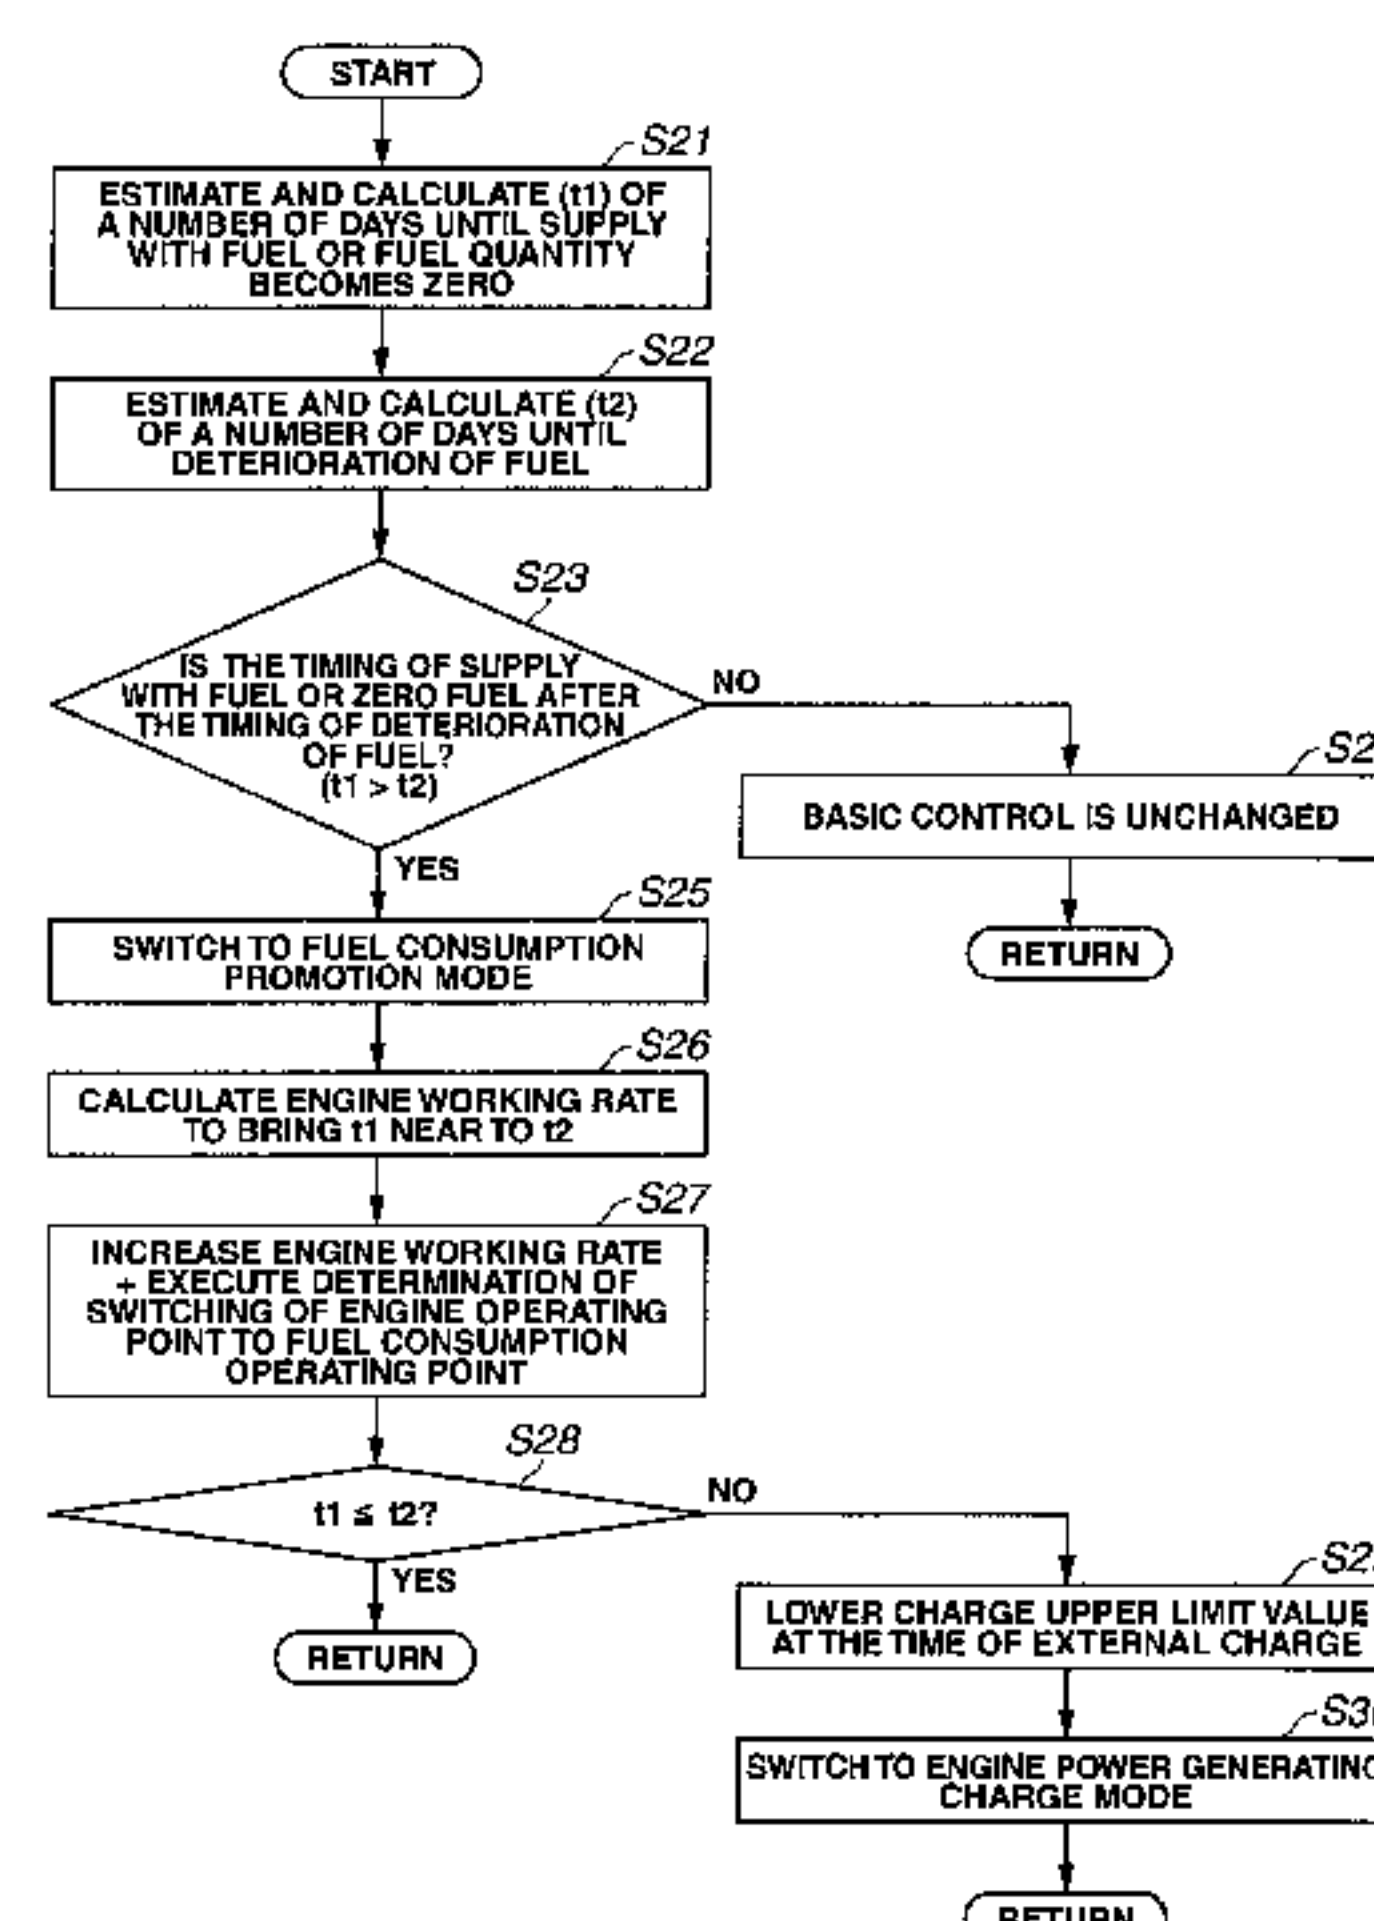 START
S21
ESTIMATE AND CALCULATE (t1) OF
A NUMBER OF DAYS UNTIL SUPPLY
WITH FUEL OR FUEL QUANTITY
BECOMES ZERO
S22
ESTIMATE AND CALCULATE (t2)
OF A NUMBER OF DAYS UNTIL
DETERIORATION OF FUEL
S23
IS THE TIMING OF SUPPLY
WITH FUEL OR ZERO FUEL AFTER
THE TIMING OF DETERIORATION
OF FUEL?
(t1 > t2)
NO
BASIC CONTROL IS UNCHANGED
RETURN
YES
S25
SWITCH TO FUEL CONSUMPTION
PROMOTION MODE
S26
CALCULATE ENGINE WORKING RATE
TO BRING t1 NEAR TO t2
S27
INCREASE ENGINE WORKING RATE
+ EXECUTE DETERMINATION OF
SWITCHING OF ENGINE OPERATING
POINT TO FUEL CONSUMPTION
OPERATING POINT
S28
t1 ≦ t2?
NO
YES
RETURN
LOWER CHARGE UPPER LIMIT VALUE
AT THE TIME OF EXTERNAL CHARGE
SWITCH TO ENGINE POWER GENERATING
CHARGE MODE
RETURN